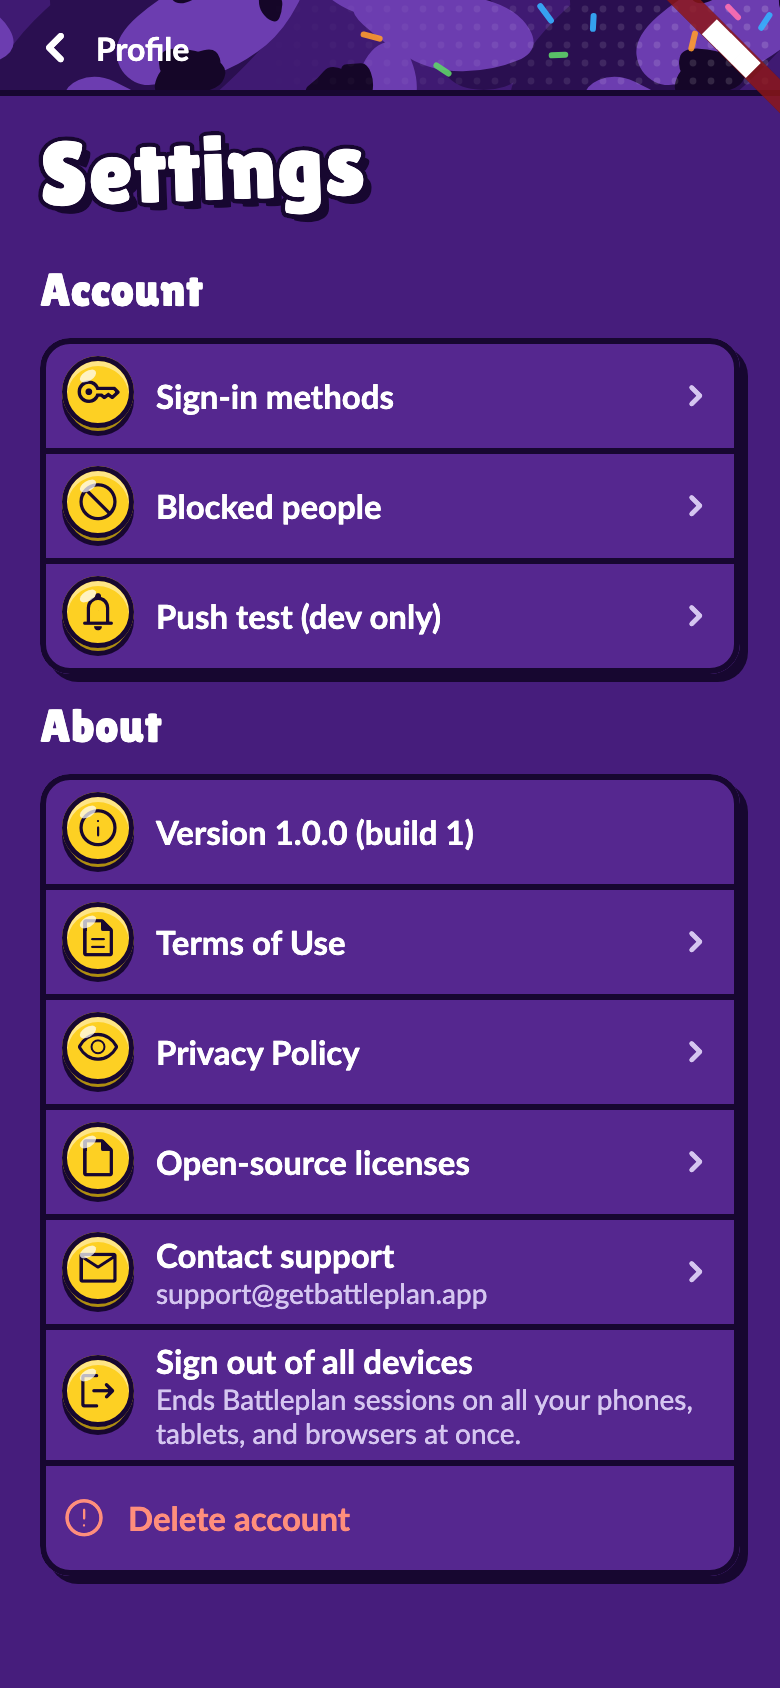 Profile
Settings
Account
Sign-in methods
Blocked people
Push test (dev only)
About
Version 1.0.0 (build 1)
Terms of Use
Privacy Policy
Open-source licenses
Contact support
support@getbattleplan.app
Sign out of all devices
Ends Battleplan sessions on all your phones,
tablets, and browsers at once.
Delete account